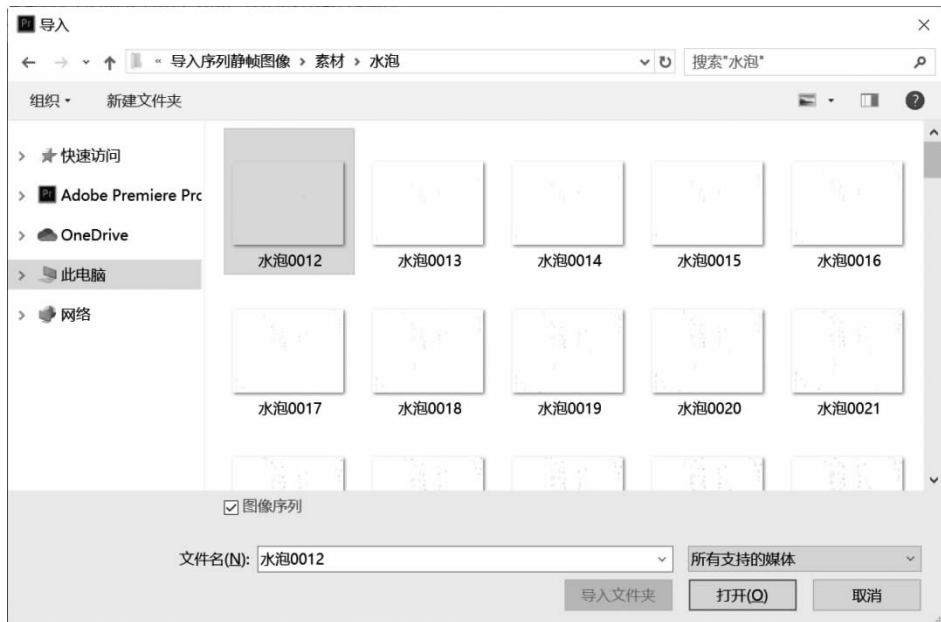 Pr 导入
« 导入序列静帧图像 › 素材 › 水泡
搜索"水泡"
组织 新建文件夹
快速访问
Pr Adobe Premiere Prc
OneDrive
此电脑
网络
水泡0012 水泡0013 水泡0014 水泡0015 水泡0016
水泡0017 水泡0018 水泡0019 水泡0020 水泡0021
图像序列
文件名(N): 水泡0012 所有支持的媒体
导入文件夹 打开(O) 取消